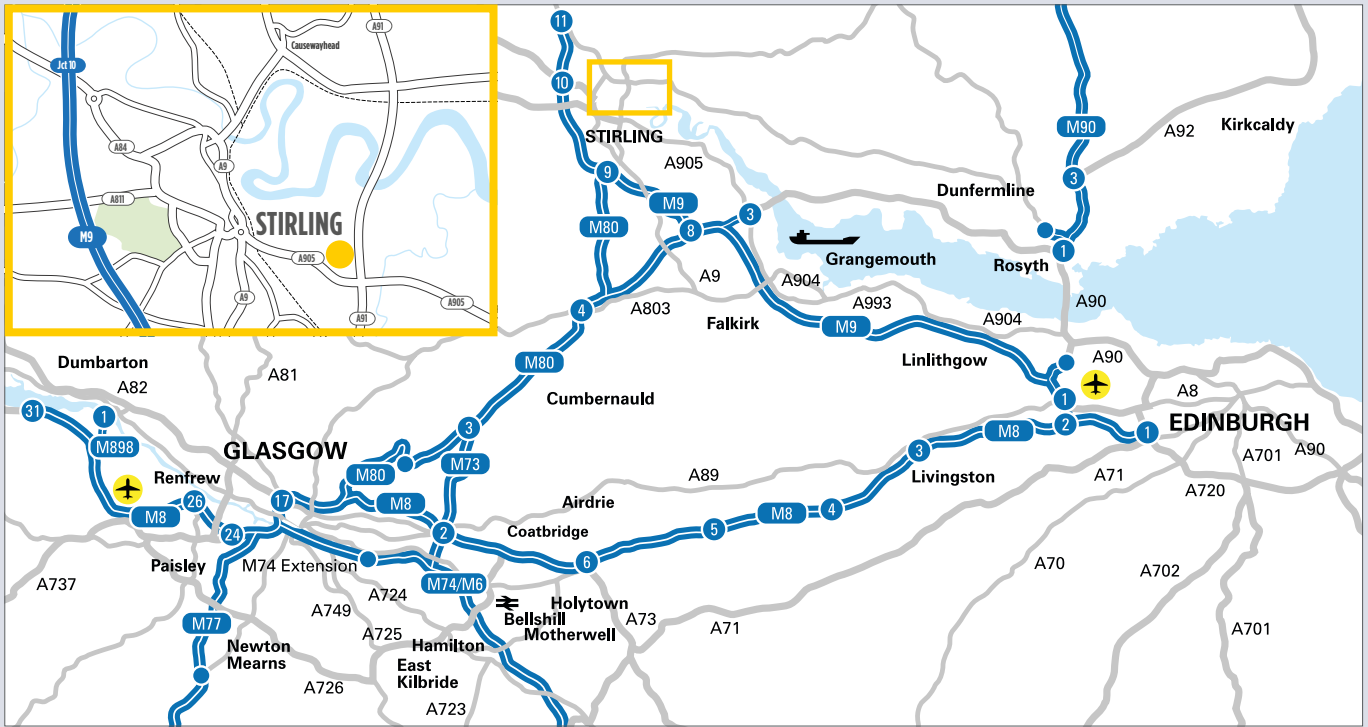 A91
Causewayhead
Jct 10
A84
A9
A811
STIRLING
M9
A905
A9
A905
A91
11
10
STIRLING
A905
9
M9
M80
8
3
M90
A92
Kirkcaldy
3
Dunfermline
1
Rosyth
Grangemouth
A9
A904
A993
A904
A90
4
A803
Falkirk
M9
Linlithgow
A90
A8
1
Dumbarton
A82
A81
M80
Cumbernauld
31
1
M898
GLASGOW
3
M80
M73
2
1
EDINBURGH
M8
3
Livingston
A71
A701
A90
A720
Renfrew
26
M8
17
M8
Airdrie
A89
24
2
Coatbridge
5
M8
4
Paisley
M74 Extension
6
A737
A749
A724
M74/M6
A70
A702
Holytown
Bellshill
Motherwell
A73
A71
M77
A725
Hamilton
A701
Newton
Mearns
East
Kilbride
A726
A723